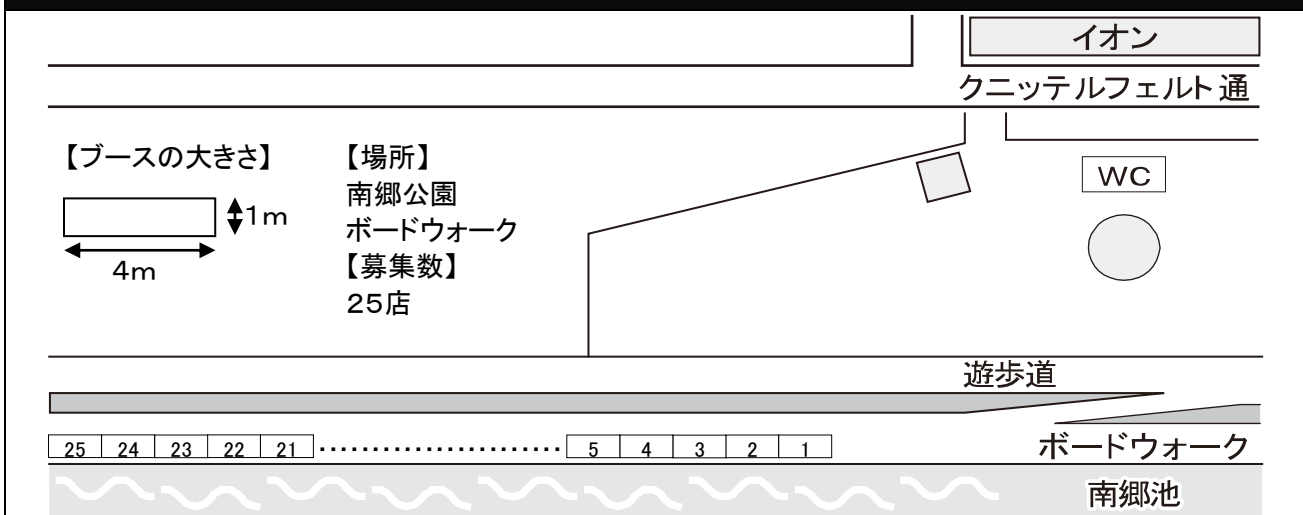 イオン
クニッテルフェルト通
【ブースの大きさ】
1m
4m
【場所】
南郷公園
ボードウォーク
【募集数】
25店
WC
遊歩道
25 24 23 22 21 ······················ 5 4 3 2 1
ボードウォーク
南郷池